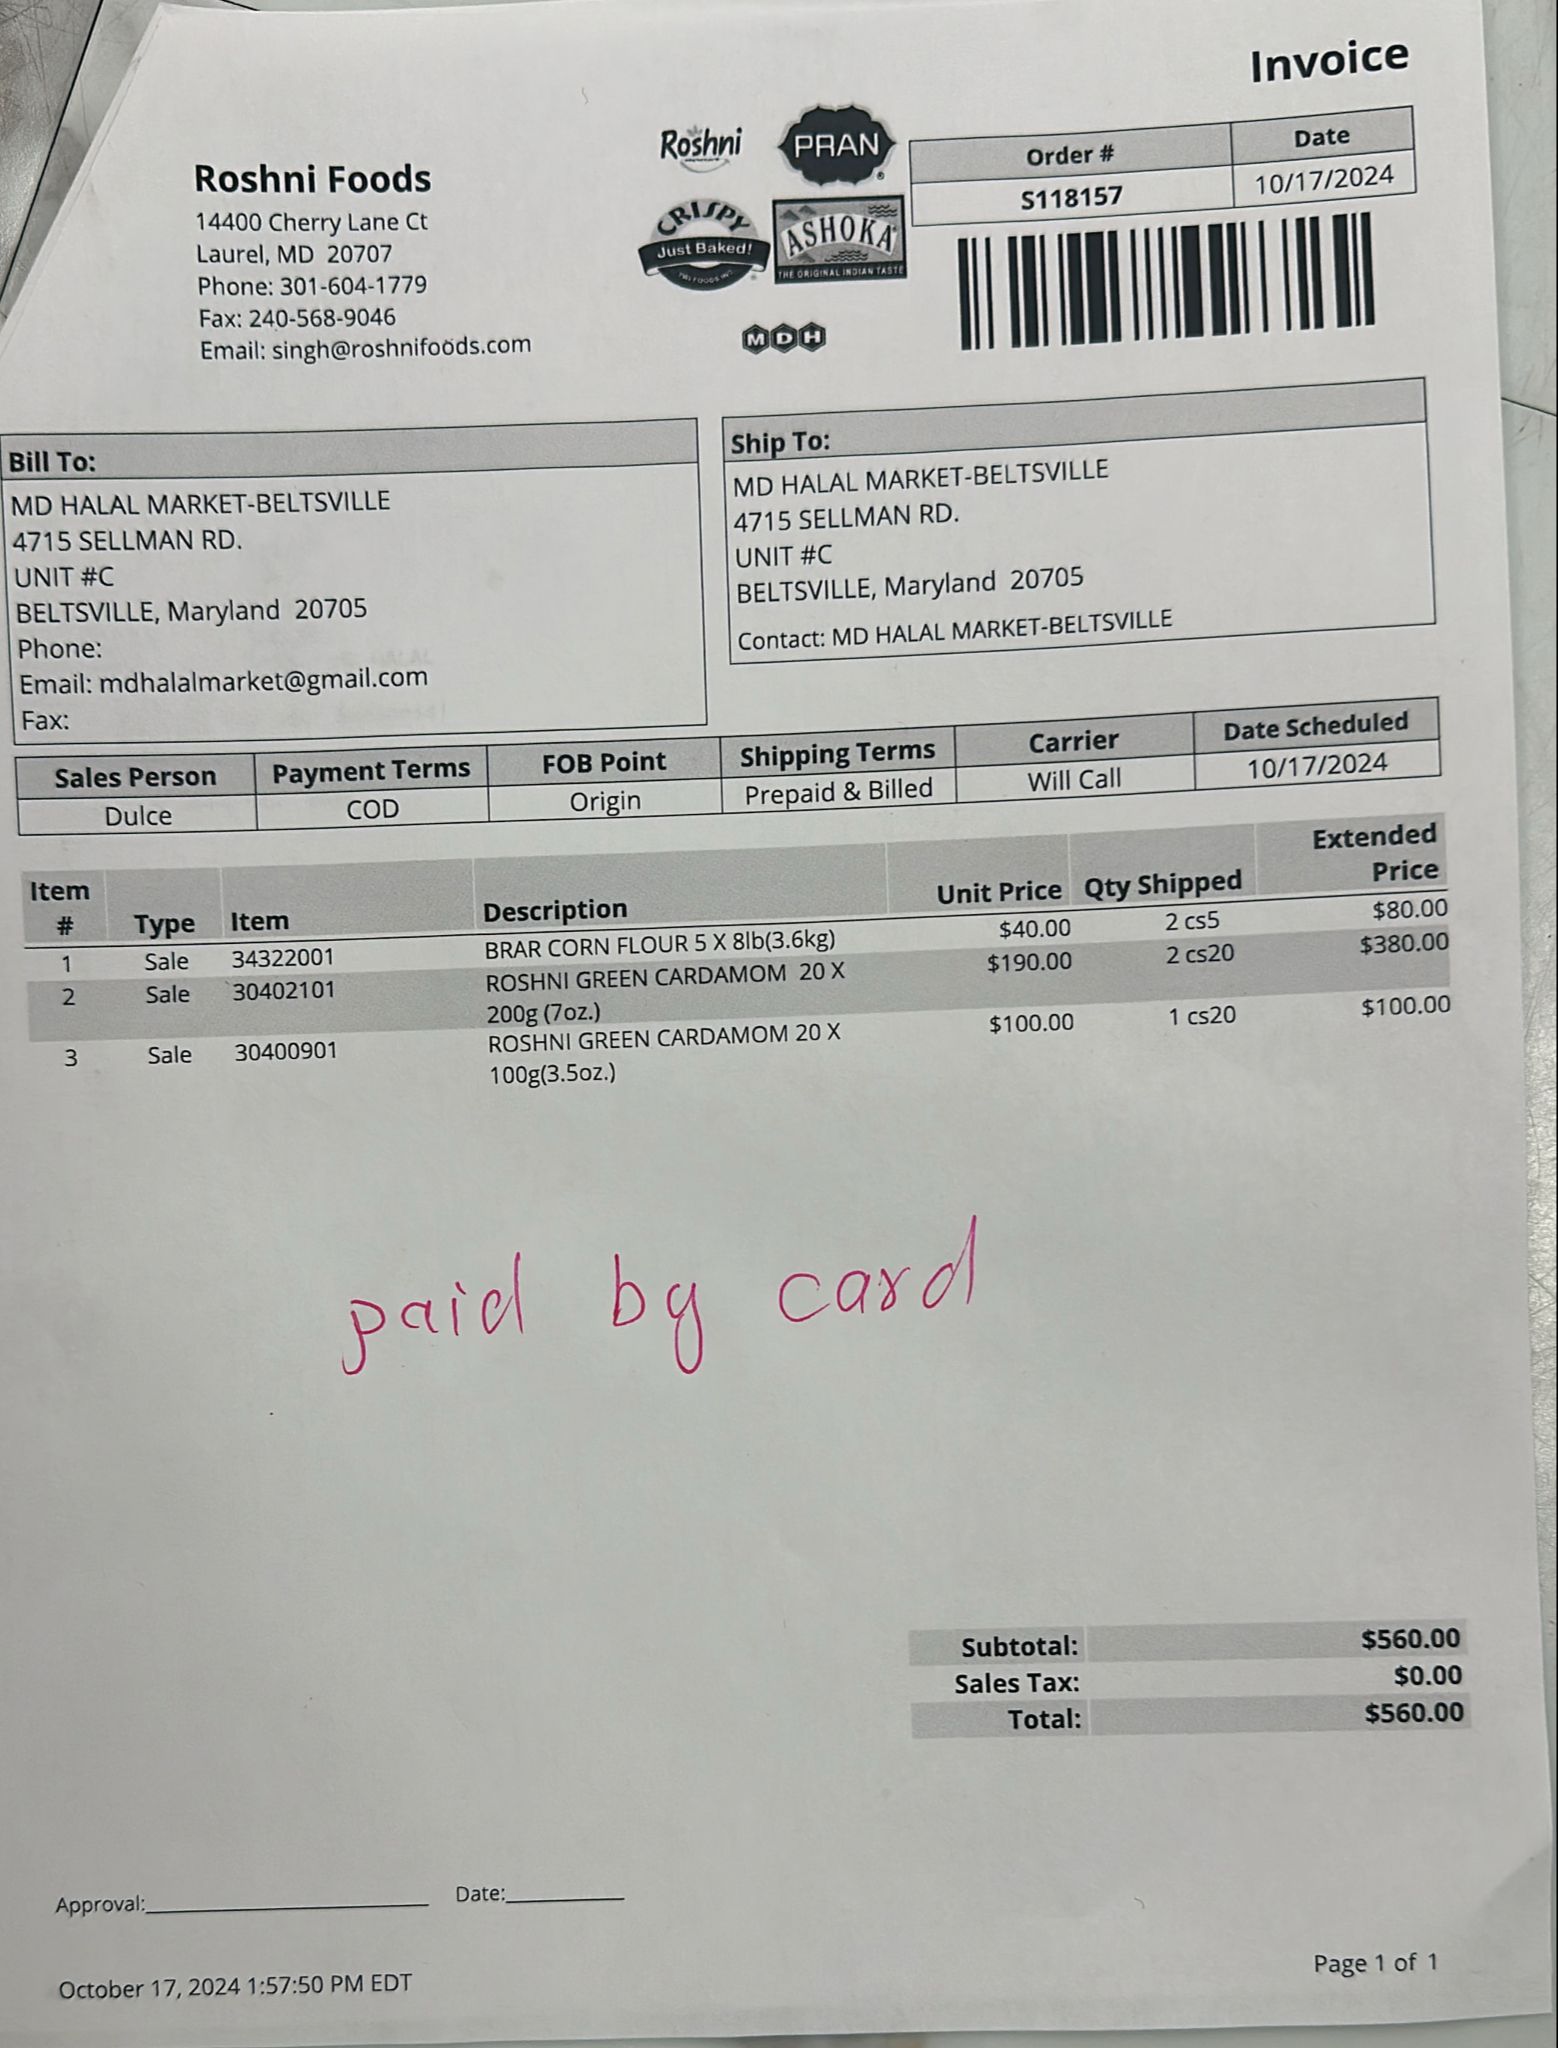 Invoice
Roshni Foods
14400 Cherry Lane Ct
Laurel, MD 20707
Phone: 301-604-1779
Fax: 240-568-9046
Email: singh@roshnifoods.com
Roshni
PRAN
CRISPY
Just Baked!
ASHOKA
THE ORIGINAL INDIAN TASTE
MDH
Order # Date
S118157 10/17/2024
Bill To:
MD HALAL MARKET-BELTSVILLE
4715 SELLMAN RD.
UNIT #C
BELTSVILLE, Maryland 20705
Phone:
Email: mdhalalmarket@gmail.com
Fax:
Ship To:
MD HALAL MARKET-BELTSVILLE
4715 SELLMAN RD.
UNIT #C
BELTSVILLE, Maryland 20705
Contact: MD HALAL MARKET-BELTSVILLE
Sales Person Payment Terms FOB Point Shipping Terms Carrier Date Scheduled
Dulce COD Origin Prepaid & Billed Will Call 10/17/2024
Item # Type Item Description Unit Price Qty Shipped Extended Price
1 Sale 34322001 BRAR CORN FLOUR 5 X 8lb(3.6kg) $40.00 2 cs5 $80.00
2 Sale 30402101 ROSHNI GREEN CARDAMOM 20 X $190.00 2 cs20 $380.00
200g (7oz.)
3 Sale 30400901 ROSHNI GREEN CARDAMOM 20 X $100.00 1 cs20 $100.00
100g(3.5oz.)
paid by card
Subtotal: $560.00
Sales Tax: $0.00
Total: $560.00
Approval: Date:
October 17, 2024 1:57:50 PM EDT
Page 1 of 1